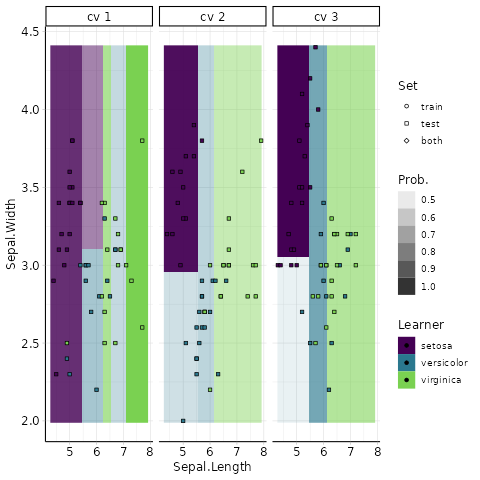 cv 1
cv 2
cv 3
4.5
4.0
3.5
3.0
2.5
2.0
Sepal.Width
5 6 7 8
5 6 7 8
5 6 7 8
Sepal.Length
Set
train
test
both
Prob.
0.5
0.6
0.7
0.8
0.9
1.0
Learner
setosa
versicolor
virginica